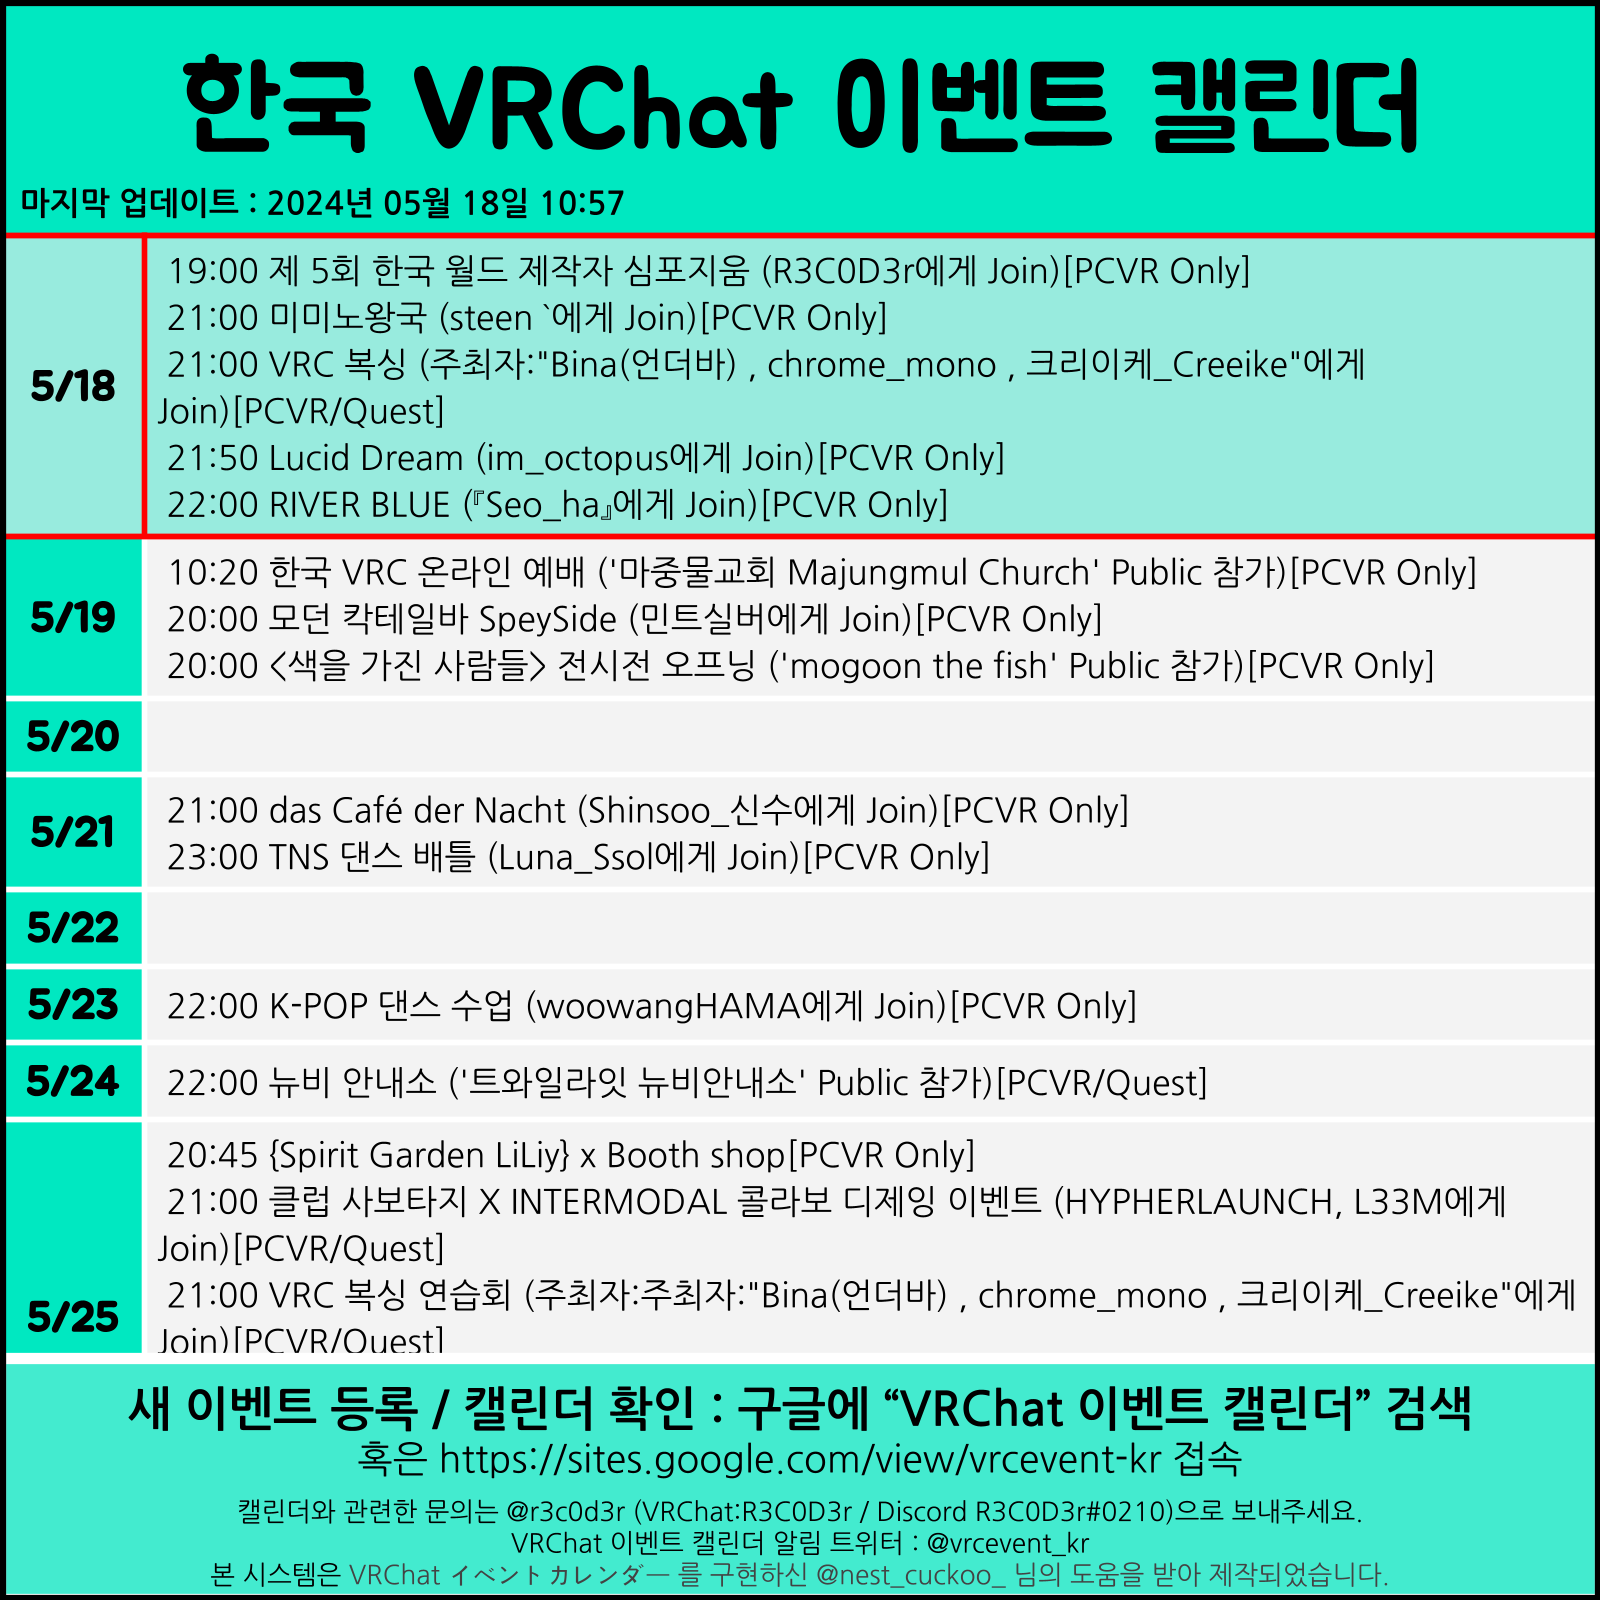 한국 VRChat 이벤트 캘린더
마지막 업데이트 : 2024년 05월 18일 10:57
5/18
19:00 제 5회 한국 월드 제작자 심포지움 (R3C0D3r에게 Join)[PCVR Only]
21:00 미미노왕국 (steen `에게 Join)[PCVR Only]
21:00 VRC 복싱 (주최자:"Bina(언더바) , chrome_mono , 크리이케_Creeike"에게
Join)[PCVR/Quest]
21:50 Lucid Dream (im_octopus에게 Join)[PCVR Only]
22:00 RIVER BLUE (『Seo_ha』에게 Join)[PCVR Only]
5/19
10:20 한국 VRC 온라인 예배 ('마중물교회 Majungmul Church' Public 참가)[PCVR Only]
20:00 모던 칵테일바 SpeySide (민트실버에게 Join)[PCVR Only]
20:00 <색을 가진 사람들> 전시전 오프닝 ('mogoon the fish' Public 참가)[PCVR Only]
5/20
5/21
21:00 das Café der Nacht (Shinsoo_신수에게 Join)[PCVR Only]
23:00 TNS 댄스 배틀 (Luna_Ssol에게 Join)[PCVR Only]
5/22
5/23
22:00 K-POP 댄스 수업 (woowangHAMA에게 Join)[PCVR Only]
5/24
22:00 뉴비 안내소 ('트와일라잇 뉴비안내소' Public 참가)[PCVR/Quest]
5/25
20:45 {Spirit Garden LiLiy} x Booth shop[PCVR Only]
21:00 클럽 사보타지 X INTERMODAL 콜라보 디제잉 이벤트 (HYPHERLAUNCH, L33M에게
Join)[PCVR/Quest]
21:00 VRC 복싱 연습회 (주최자:주최자:"Bina(언더바) , chrome_mono , 크리이케_Creeike"에게
Join)[PCVR/Quest]
새 이벤트 등록 / 캘린더 확인 : 구글에 “VRChat 이벤트 캘린더” 검색
혹은 https://sites.google.com/view/vrcevent-kr 접속
캘린더와 관련한 문의는 @r3c0d3r (VRChat:R3C0D3r / Discord R3C0D3r#0210)으로 보내주세요.
VRChat 이벤트 캘린더 알림 트위터 : @vrcevent_kr
본 시스템은 VRChat イベントカレンダー 를 구현하신 @nest_cuckoo_ 님의 도움을 받아 제작되었습니다.